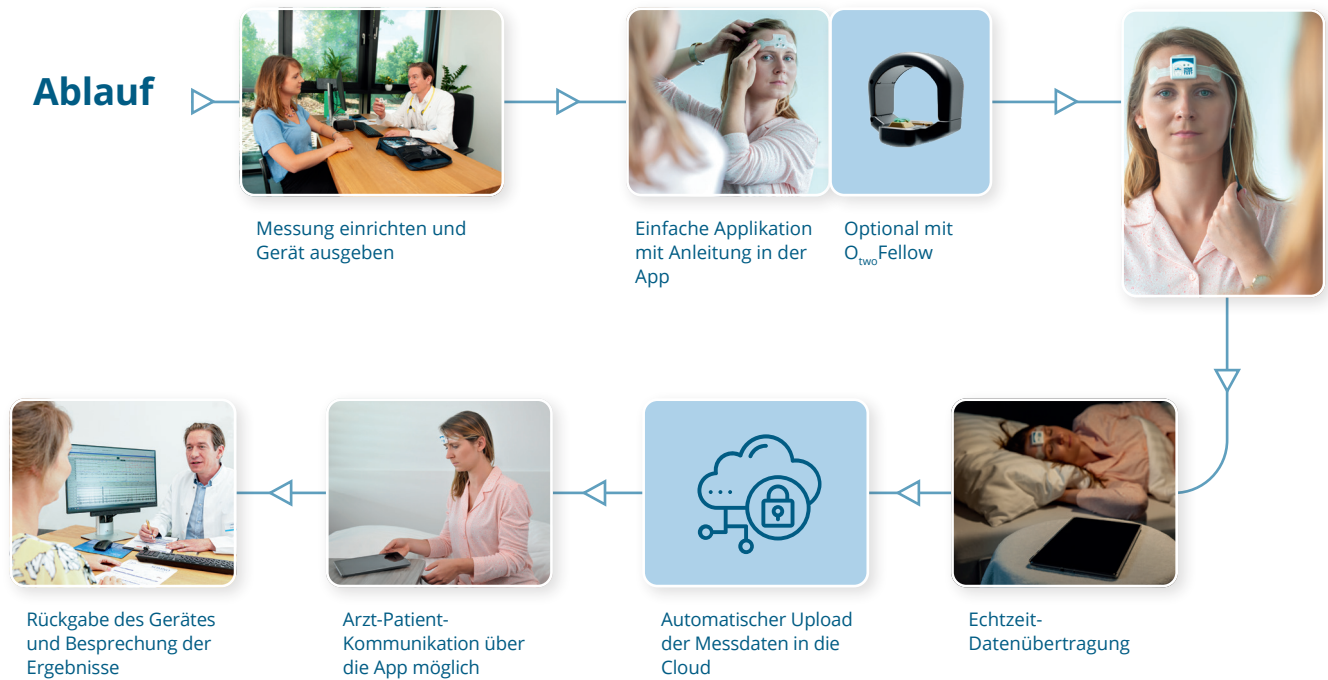 Ablauf
Messung einrichten und
Gerät ausgeben
Einfache Applikation
mit Anleitung in der
App
Optional mit
OtwoFellow
Echtzeit-
Datenübertragung
Automatischer Upload
der Messdaten in die
Cloud
Arzt-Patient-
Kommunikation über
die App möglich
Rückgabe des Gerätes
und Besprechung der
Ergebnisse